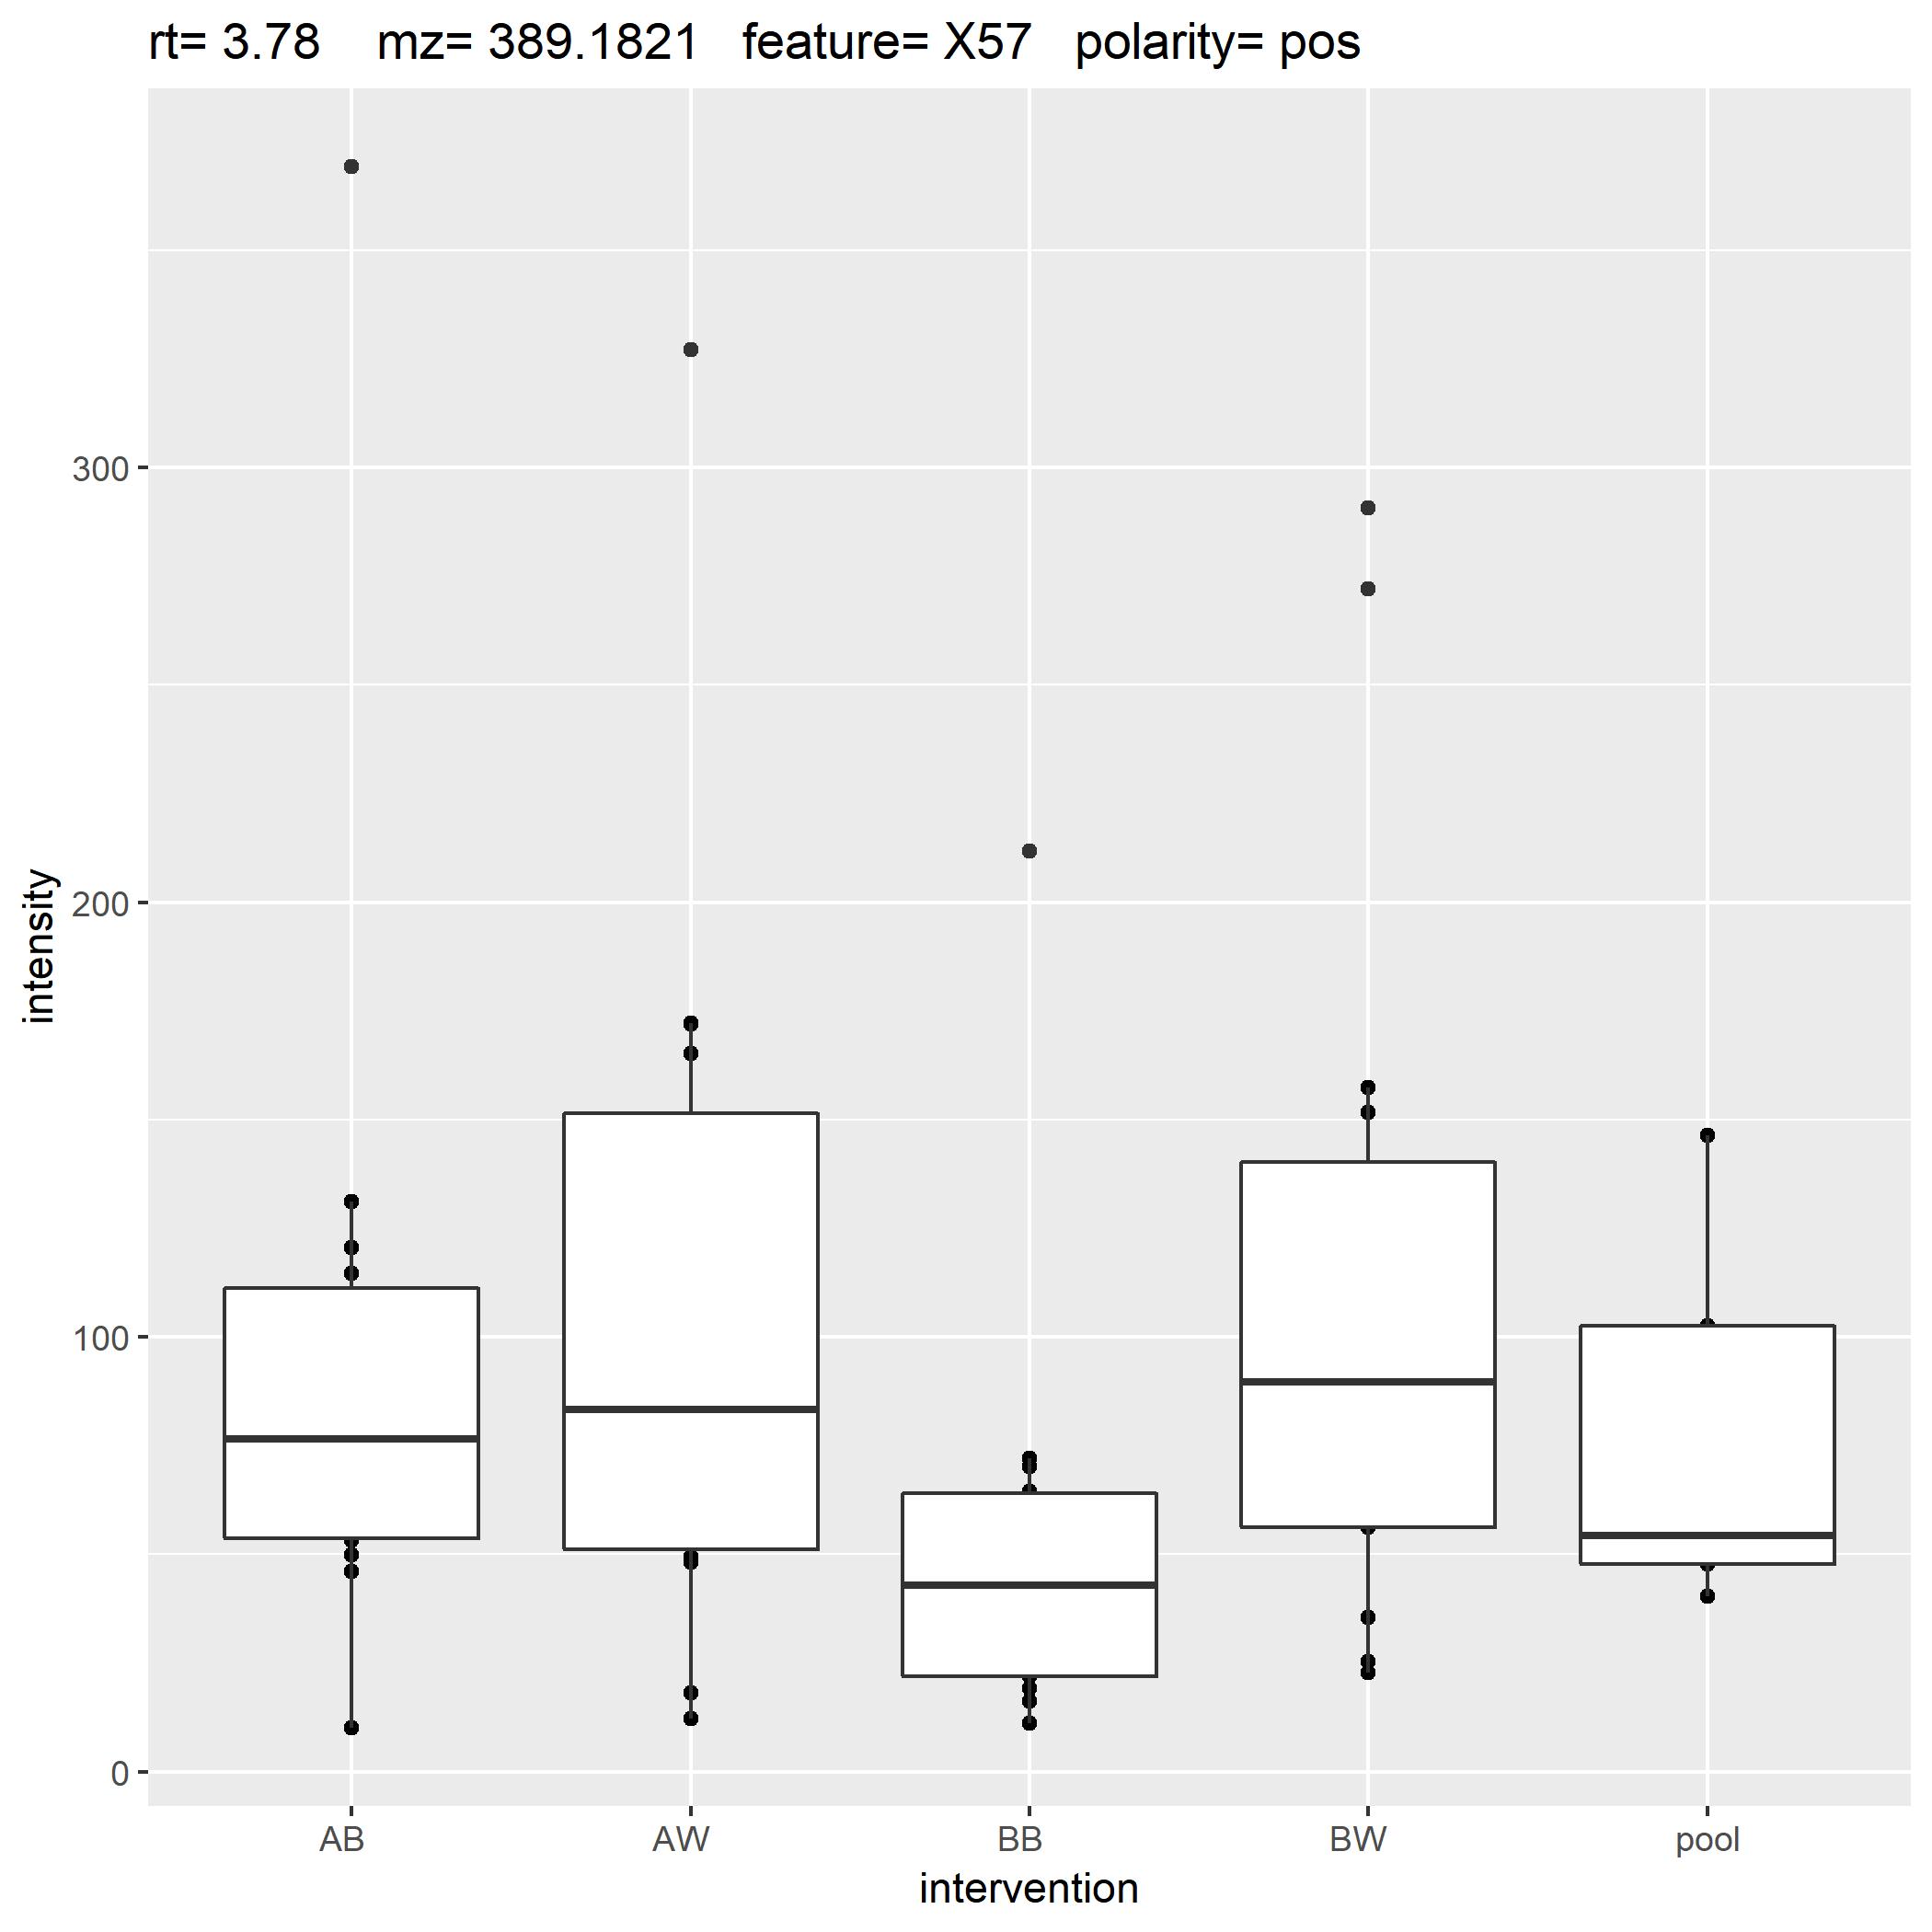 rt= 3.78 mz= 389.1821 feature= X57 polarity= pos
intensity
300
200
100
0
AB AW BB BW pool
intervention